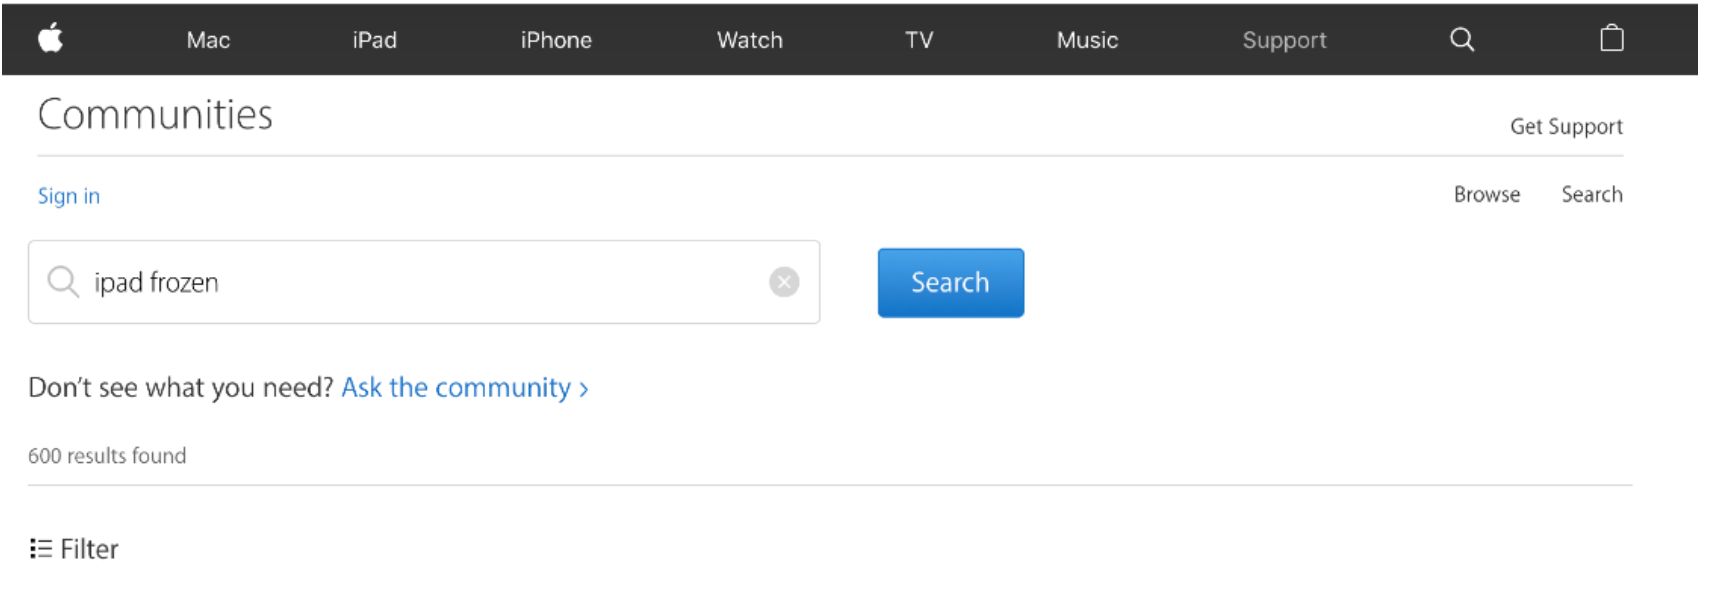 Mac iPad iPhone Watch TV Music Support
Communities
Get Support
Sign in
Browse Search
ipad frozen
Search
Don't see what you need? Ask the community ›
600 results found
Filter